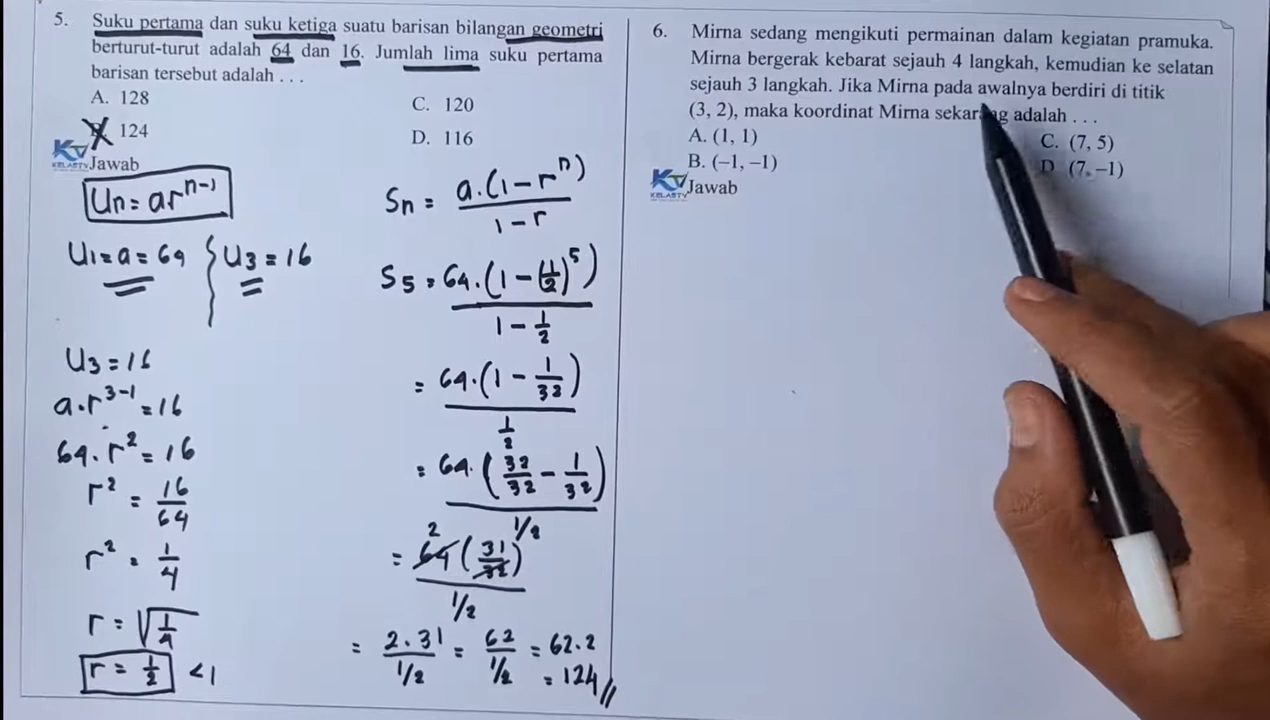 5. Suku pertama dan suku ketiga suatu barisan bilangan geometri
berturut-turut adalah 64 dan 16. Jumlah lima suku pertama
barisan tersebut adalah . . .
A. 128
C. 120
124
D. 116
KV
KELASTV
Jawab
Un = ar^(n-1)
U1 = a = 64
U3 = 16
U3 = 16
a . r^(3-1) = 16
64 . r² = 16
r² = 16/64
r² = 1/4
r = √(1/4)
r = 1/2 < 1
Sn = a.(1 - r^n) / (1 - r)
S5 = 64.(1 - (1/2)^5) / (1 - 1/2)
= 64.(1 - 1/32) / (1/2)
= 64.(32/32 - 1/32) / (1/2)
= 64 (31/32) / (1/2)
2
= 2.31 / (1/2) = 62 / (1/2) = 62.2
= 124 //
6. Mirna sedang mengikuti permainan dalam kegiatan pramuka.
Mirna bergerak kebarat sejauh 4 langkah, kemudian ke selatan
sejauh 3 langkah. Jika Mirna pada awalnya berdiri di titik
(3, 2), maka koordinat Mirna sekarang adalah . . .
A. (1, 1)
C. (7, 5)
B. (−1, −1)
D. (7, −1)
KV
KELASTV
Jawab